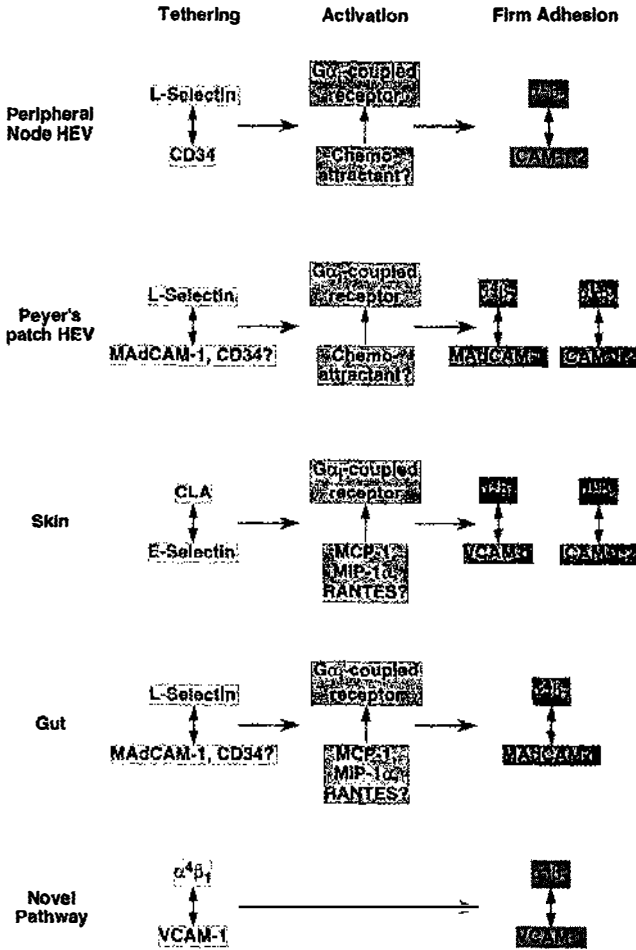 Tethering Activation Firm Adhesion
Peripheral
Node HEV
L-Selectin
CD34
Gαi-coupled
receptor
Chemo-
attractant?
Peyer's
patch HEV
L-Selectin
MAdCAM-1, CD34?
Gαi-coupled
receptor
Chemo-
attractant?
MAdCAM-1
Skin
CLA
E-Selectin
Gαi-coupled
receptor
MCP-1,
MIP-1α,
RANTES?
VCAM-1
Gut
L-Selectin
MAdCAM-1, CD34?
Gαi-coupled
receptor
MCP-1,
MIP-1α,
RANTES?
MAdCAM-1
Novel
Pathway
α⁴β₁
VCAM-1
VCAM-1